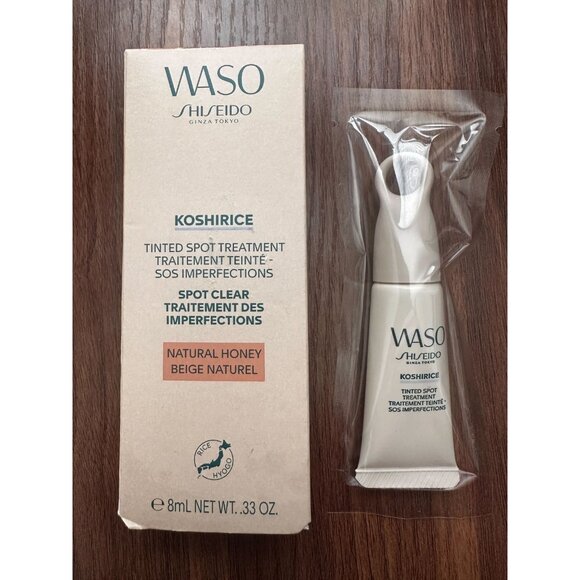 WASO
SHISEIDO
GINZA TOKYO
KOSHIRICE
TINTED SPOT TREATMENT
TRAITEMENT TEINTÉ -
SOS IMPERFECTIONS
SPOT CLEAR
TRAITEMENT DES
IMPERFECTIONS
NATURAL HONEY
BEIGE NATUREL
RICE
HYOGO
℮ 8mL NET WT. .33 OZ.
WASO
SHISEIDO
GINZA TOKYO
KOSHIRICE
TINTED SPOT
TREATMENT
TRAITEMENT TEINTÉ -
SOS IMPERFECTIONS